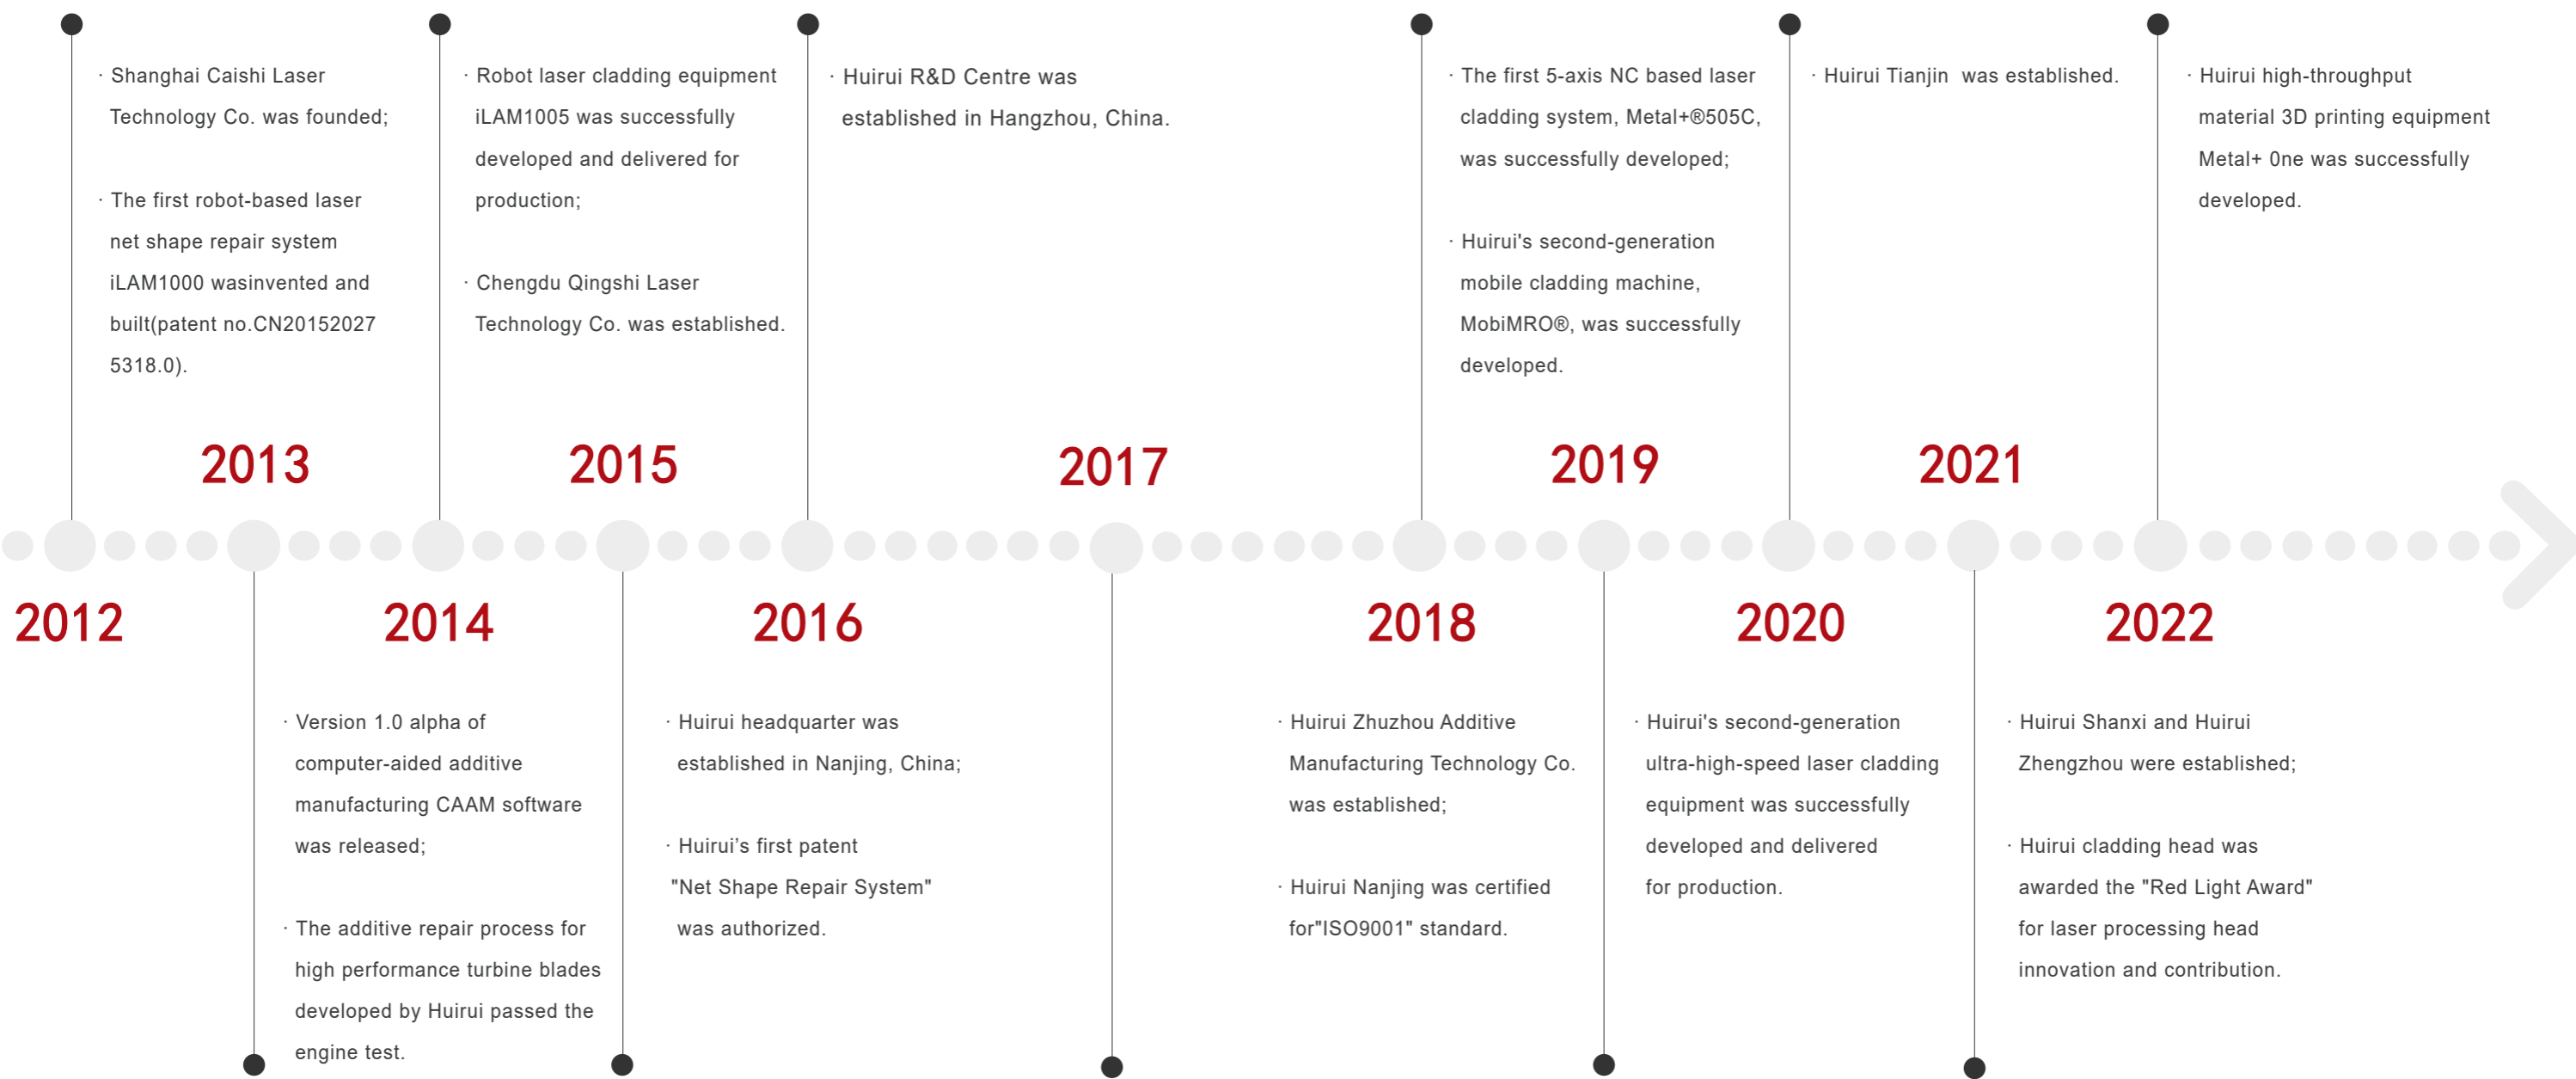 · Shanghai Caishi Laser
Technology Co. was founded;
· The first robot-based laser
net shape repair system
iLAM1000 wasinvented and
built(patent no.CN20152027
5318.0).
2012
2013
· Version 1.0 alpha of
computer-aided additive
manufacturing CAAM software
was released;
· The additive repair process for
high performance turbine blades
developed by Huirui passed the
engine test.
· Robot laser cladding equipment
iLAM1005 was successfully
developed and delivered for
production;
· Chengdu Qingshi Laser
Technology Co. was established.
2014
2015
· Huirui headquarter was
established in Nanjing, China;
· Huirui’s first patent
"Net Shape Repair System"
was authorized.
· Huirui R&D Centre was
established in Hangzhou, China.
2016
2017
· Huirui Zhuzhou Additive
Manufacturing Technology Co.
was established;
· Huirui Nanjing was certified
for"ISO9001" standard.
· The first 5-axis NC based laser
cladding system, Metal+®505C,
was successfully developed;
· Huirui's second-generation
mobile cladding machine,
MobiMRO®, was successfully
developed.
2018
2019
· Huirui's second-generation
ultra-high-speed laser cladding
equipment was successfully
developed and delivered
for production.
· Huirui Tianjin was established.
2020
2021
· Huirui Shanxi and Huirui
Zhengzhou were established;
· Huirui cladding head was
awarded the "Red Light Award"
for laser processing head
innovation and contribution.
· Huirui high-throughput
material 3D printing equipment
Metal+ 0ne was successfully
developed.
2022